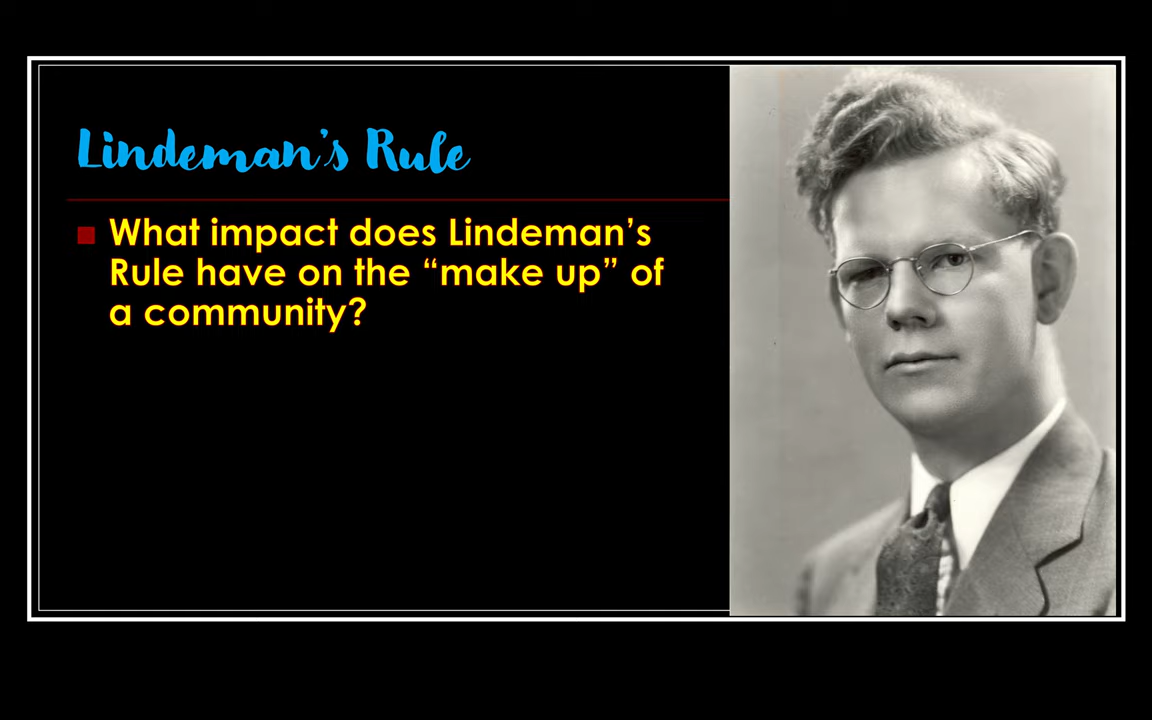 Lindeman’s Rule
What impact does Lindeman’s
Rule have on the “make up” of
a community?